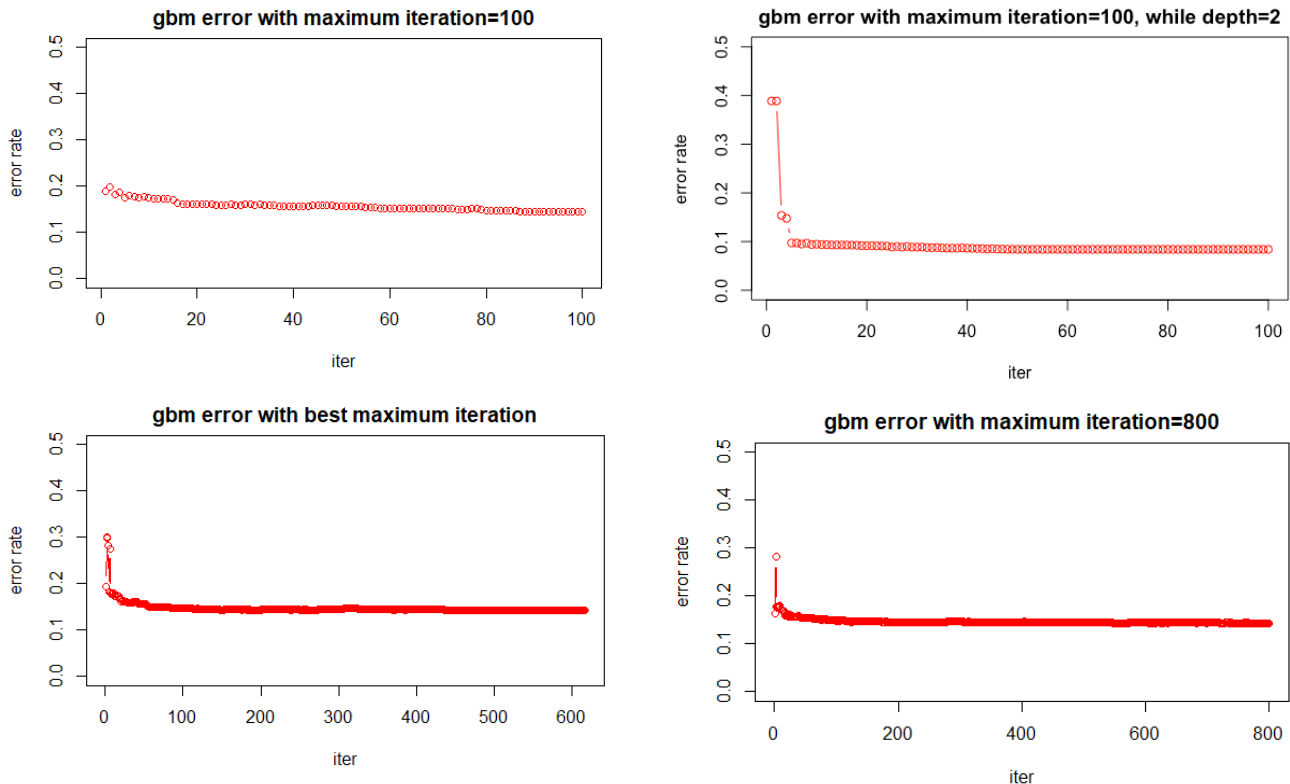 gbm error with maximum iteration=100
error rate
0.0 0.1 0.2 0.3 0.4 0.5
0 20 40 60 80 100
iter
gbm error with maximum iteration=100, while depth=2
error rate
0.0 0.1 0.2 0.3 0.4 0.5
0 20 40 60 80 100
iter
gbm error with best maximum iteration
error rate
0.0 0.1 0.2 0.3 0.4 0.5
0 100 200 300 400 500 600
iter
gbm error with maximum iteration=800
error rate
0.0 0.1 0.2 0.3 0.4 0.5
0 200 400 600 800
iter